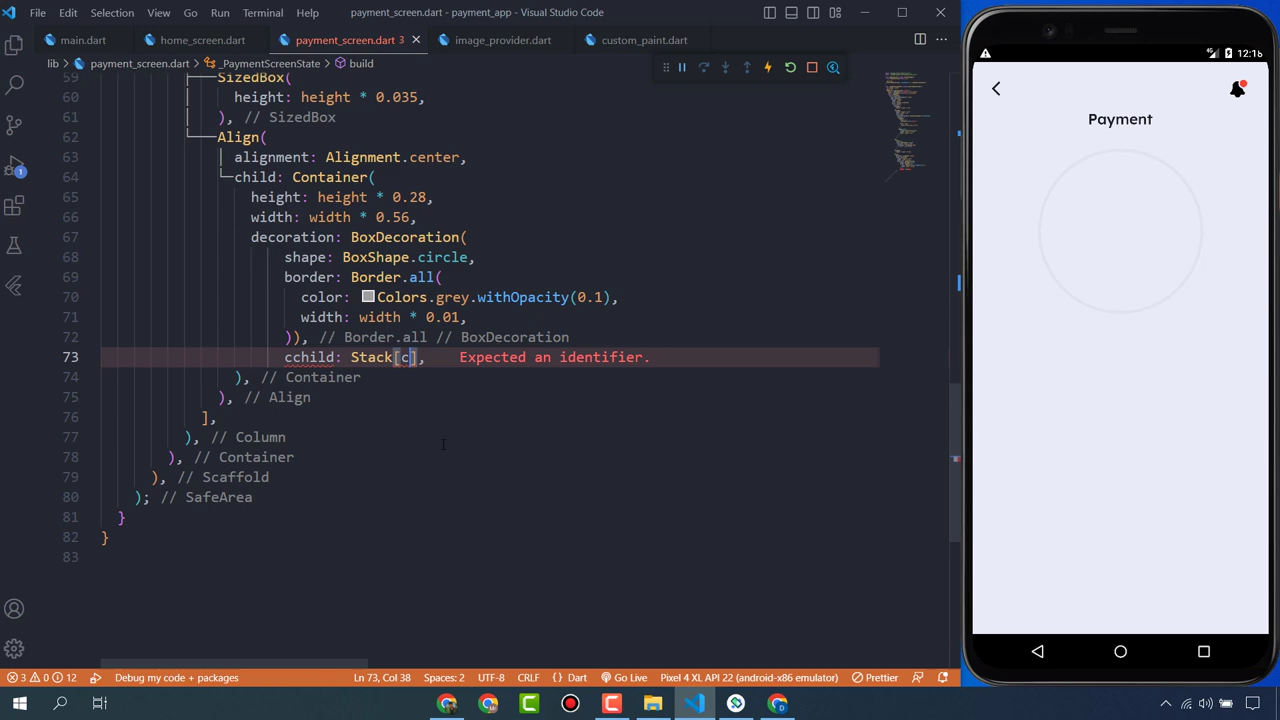 File Edit Selection View Go Run Terminal Help payment_screen.dart - payment_app - Visual Studio Code
main.dart home_screen.dart payment_screen.dart 3 image_provider.dart custom_paint.dart
lib > payment_screen.dart > _PaymentScreenState > build
59 SizedBox(
60 height: height * 0.035,
61 ), // SizedBox
62 Align(
63 alignment: Alignment.center,
64 child: Container(
65 height: height * 0.28,
66 width: width * 0.56,
67 decoration: BoxDecoration(
68 shape: BoxShape.circle,
69 border: Border.all(
70 color: Colors.grey.withOpacity(0.1),
71 width: width * 0.01,
72 )), // Border.all // BoxDecoration
73 cchild: Stack[c], Expected an identifier.
74 ), // Container
75 ), // Align
76 ],
77 ), // Column
78 ), // Container
79 ), // Scaffold
80 ); // SafeArea
81 }
82 }
83
1
3 0 12 Debug my code + packages Ln 73, Col 38 Spaces: 2 UTF-8 CRLF {} Dart Go Live Pixel 4 XL API 22 (android-x86 emulator) Prettier
4G 12:16
Payment